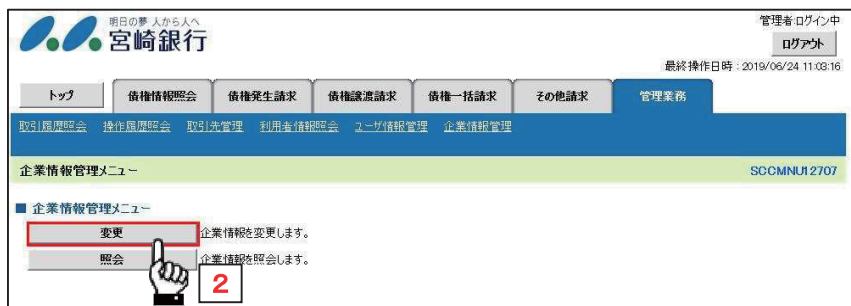 明日の夢 人から人へ
宮崎銀行
管理者:ログイン中
ログアウト
最終操作日時:2019/06/24 11:03:16
トップ 債権情報照会 債権発生請求 債権譲渡請求 債権一括請求 その他請求 管理業務
取引履歴照会 操作履歴照会 取引先管理 利用者情報照会 ユーザ情報管理 企業情報管理
企業情報管理メニュー SCCMNU12707
■ 企業情報管理メニュー
変更 企業情報を変更します。
照会 企業情報を照会します。
2